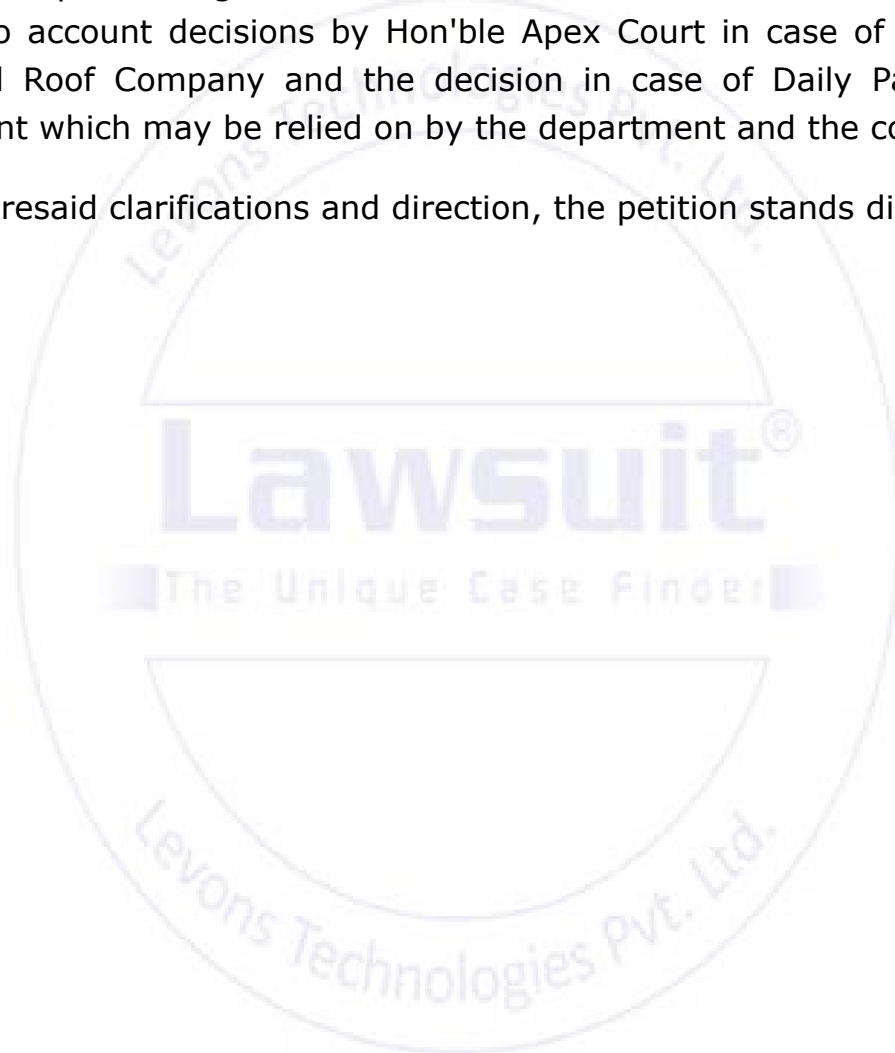 o account decisions by Hon'ble Apex Court in case of
Roof Company and the decision in case of Daily Pa
nt which may be relied on by the department and the co
resaid clarifications and direction, the petition stands di
Levons Technologies Pvt. Ltd.
Lawsuit®
The Unique Case Finder
Levons Technologies Pvt. Ltd.